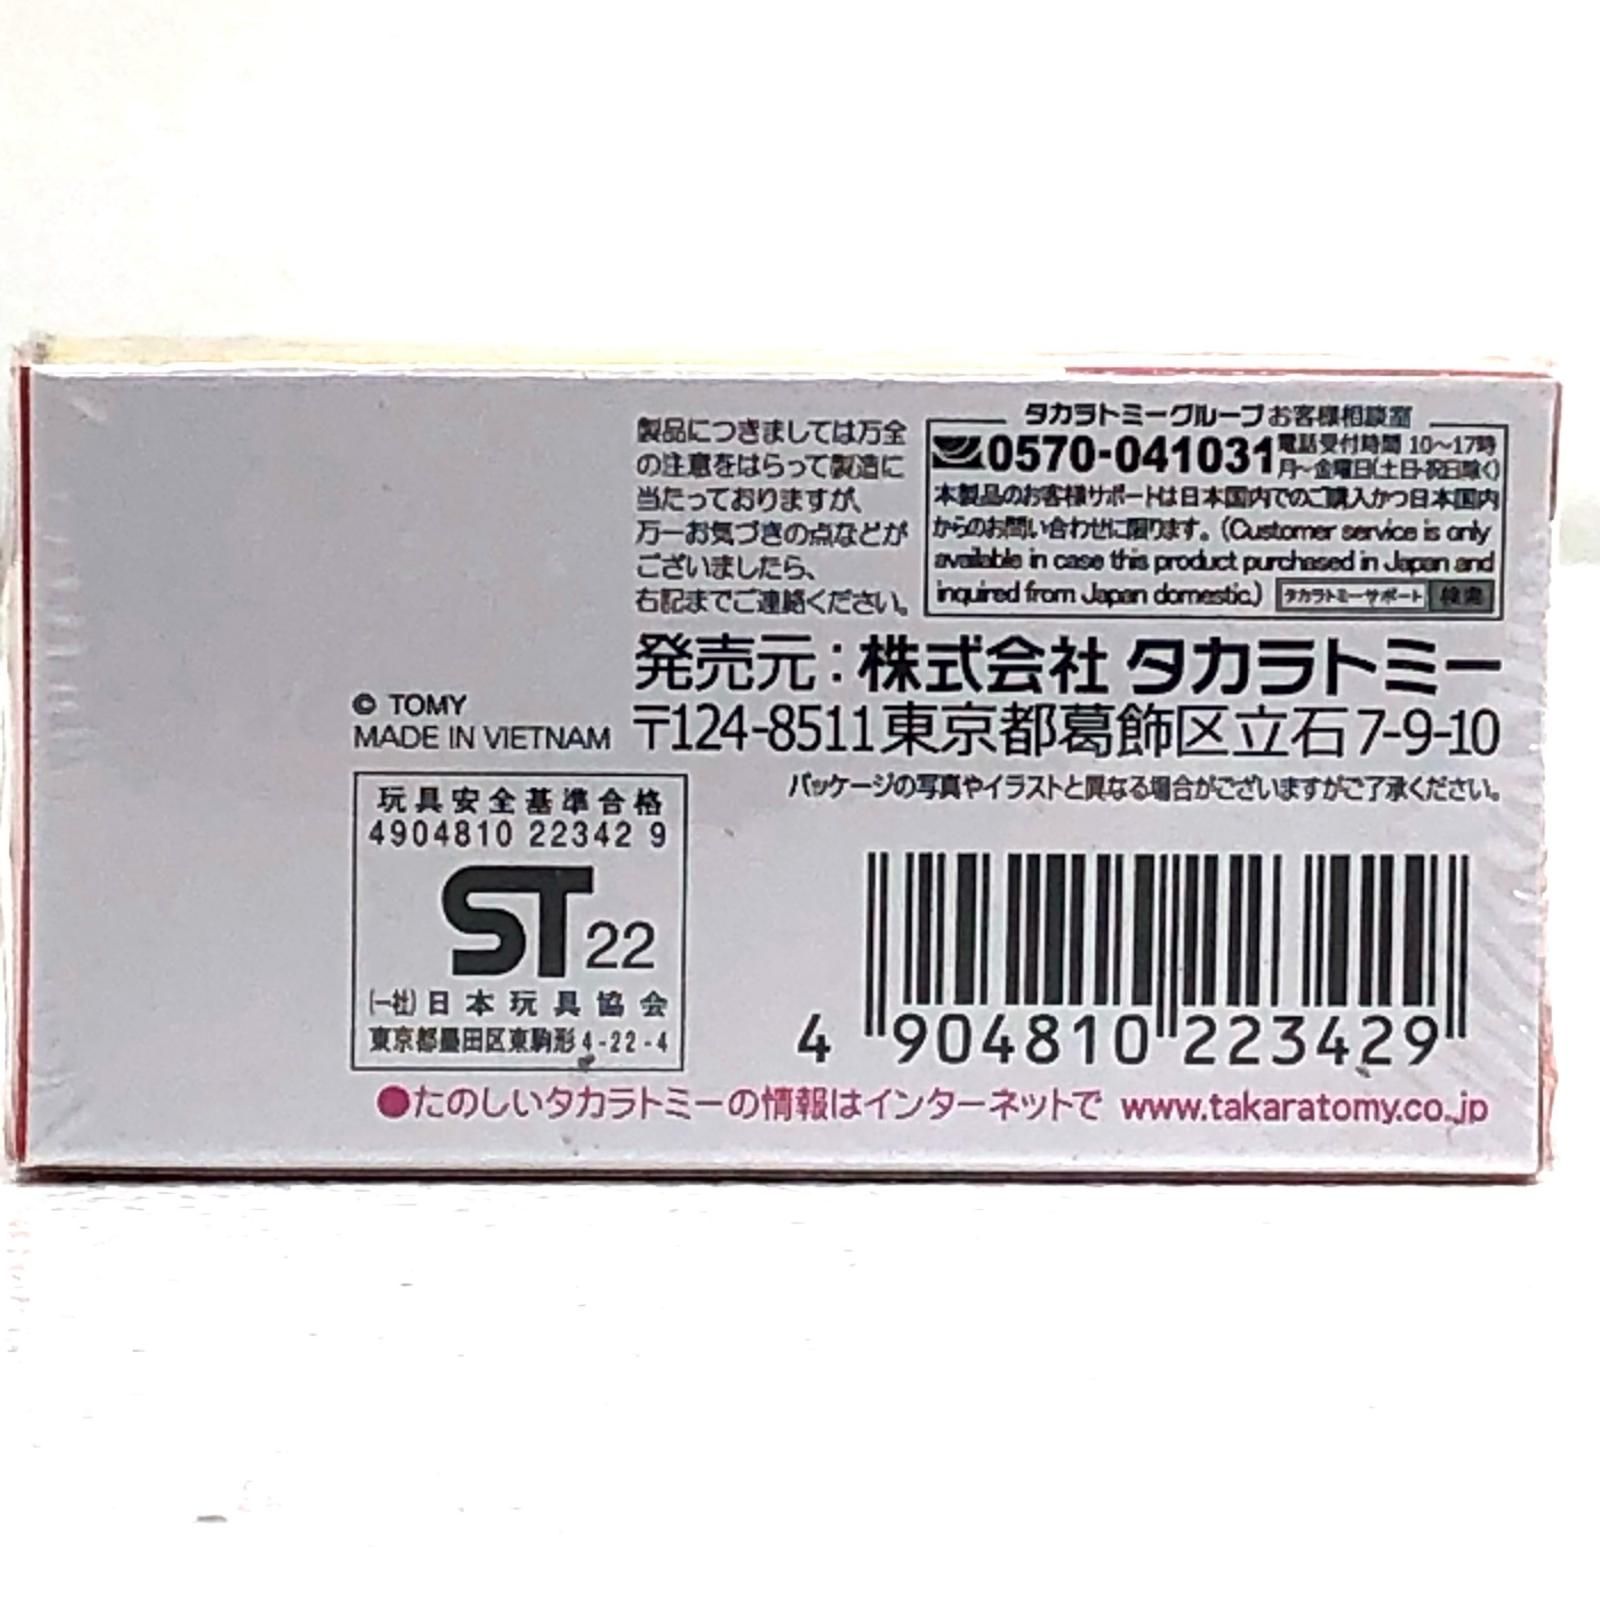 製品につきましては万全
の注意をはらって製造に
当たっておりますが、
万一お気づきの点などが
ございましたら、
右記までご連絡ください。
タカラトミーグループお客様相談室
0570-041031
電話受付時間 10〜17時
月〜金曜日(土日・祝日除く)
本製品のお客様サポートは日本国内でのご購入かつ日本国内
からのお問い合わせに限ります。(Customer service is only
available in case this product purchased in Japan and
inquired from Japan domestic.)
タカラトミーサポート 検索
発売元:株式会社 タカラトミー
〒124-8511東京都葛飾区立石7-9-10
© TOMY
MADE IN VIETNAM
パッケージの写真やイラストと異なる場合がございますがご了承ください。
玩具安全基準合格
4904810 22342 9
ST 22
(一社)日本玩具協会
東京都墨田区東駒形4-22-4
4 904810 223429
●たのしいタカラトミーの情報はインターネットで www.takaratomy.co.jp